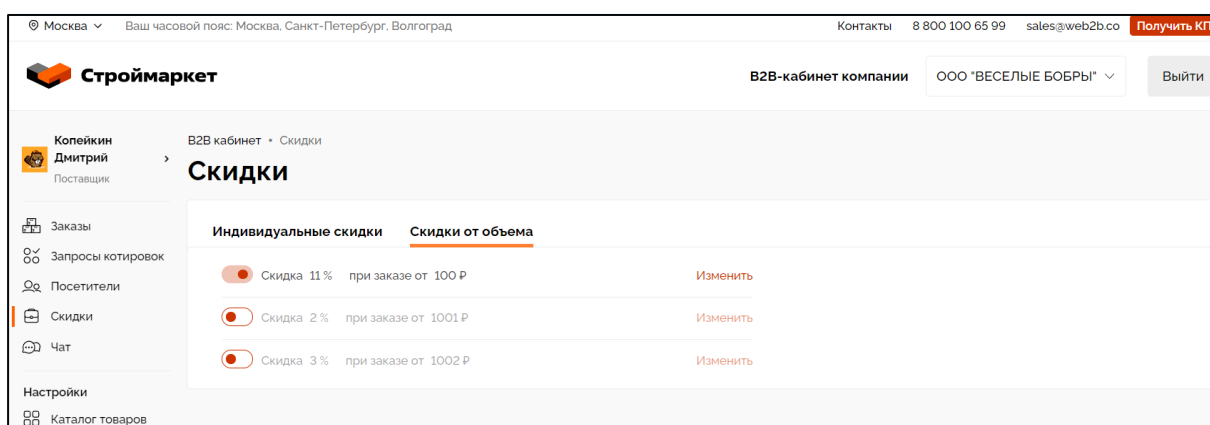 Москва Ваш часовой пояс: Москва, Санкт-Петербург, Волгоград Контакты 8 800 100 65 99 sales@web2b.co Получить КП
Строймаркет B2B-кабинет компании ООО "ВЕСЕЛЫЕ БОБРЫ" Выйти
Копейкин
Дмитрий
Поставщик
B2B кабинет • Скидки
Скидки
Заказы
Запросы котировок
Посетители
Скидки
Чат
Настройки
Каталог товаров
Индивидуальные скидки Скидки от объема
Скидка 11 % при заказе от 100 ₽ Изменить
Скидка 2 % при заказе от 1001 ₽ Изменить
Скидка 3 % при заказе от 1002 ₽ Изменить